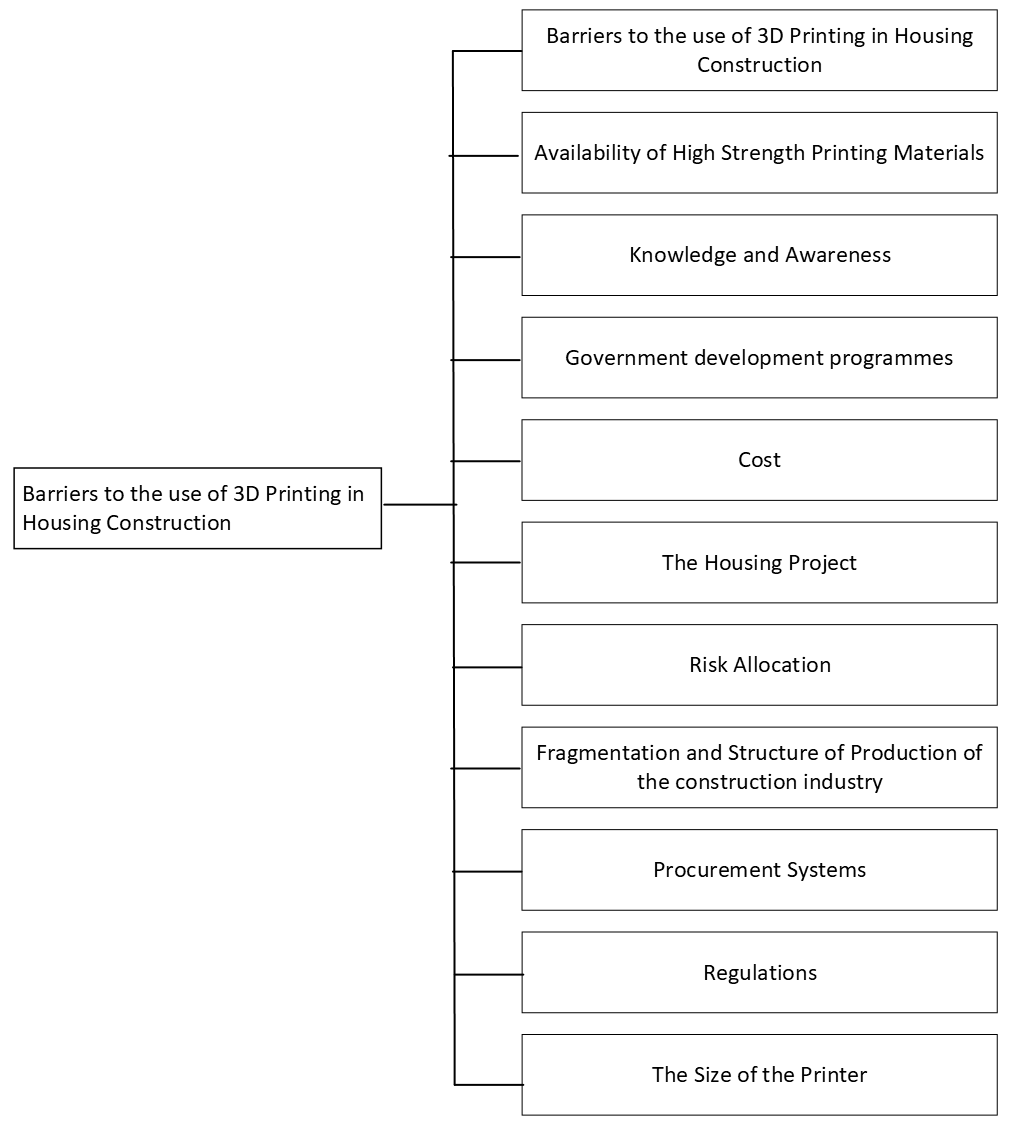 Barriers to the use of 3D Printing in Housing
Construction
Availability of High Strength Printing Materials
Knowledge and Awareness
Government development programmes
Cost
Barriers to the use of 3D Printing in
Housing Construction
The Housing Project
Risk Allocation
Fragmentation and Structure of Production of
the construction industry
Procurement Systems
Regulations
The Size of the Printer